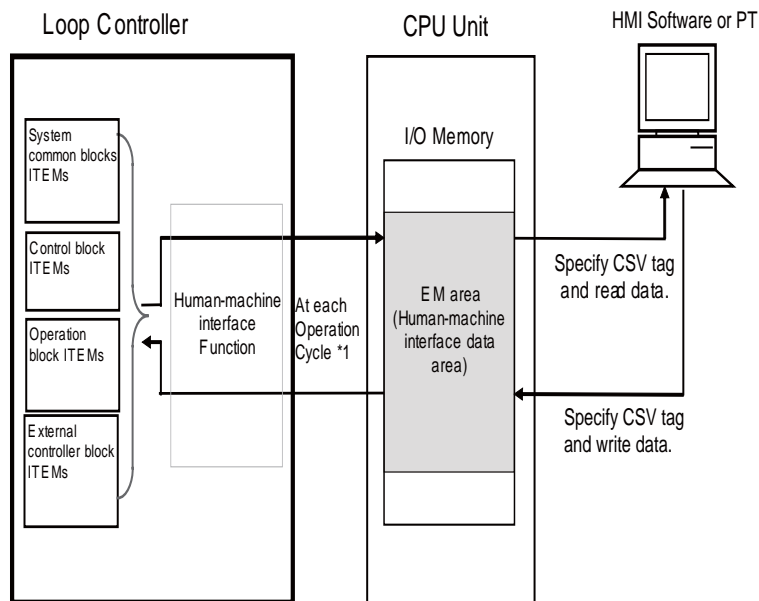 Loop Controller
CPU Unit
HMI Software or PT
System
common blocks
ITEMs
Control block
ITEMs
Operation
block ITEMs
External
controller block
ITEMs
Human-machine
interface
Function
At each
Operation
Cycle *1
I/O Memory
EM area
(Human-machine
interface data
area)
Specify CSV tag
and read data.
Specify CSV tag
and write data.